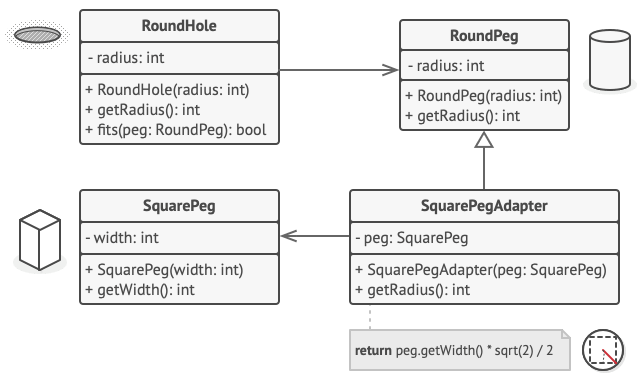 RoundHole
- radius: int
+ RoundHole(radius: int)
+ getRadius(): int
+ fits(peg: RoundPeg): bool
RoundPeg
- radius: int
+ RoundPeg(radius: int)
+ getRadius(): int
SquarePeg
- width: int
+ SquarePeg(width: int)
+ getWidth(): int
SquarePegAdapter
- peg: SquarePeg
+ SquarePegAdapter(peg: SquarePeg)
+ getRadius(): int
return peg.getWidth() * sqrt(2) / 2